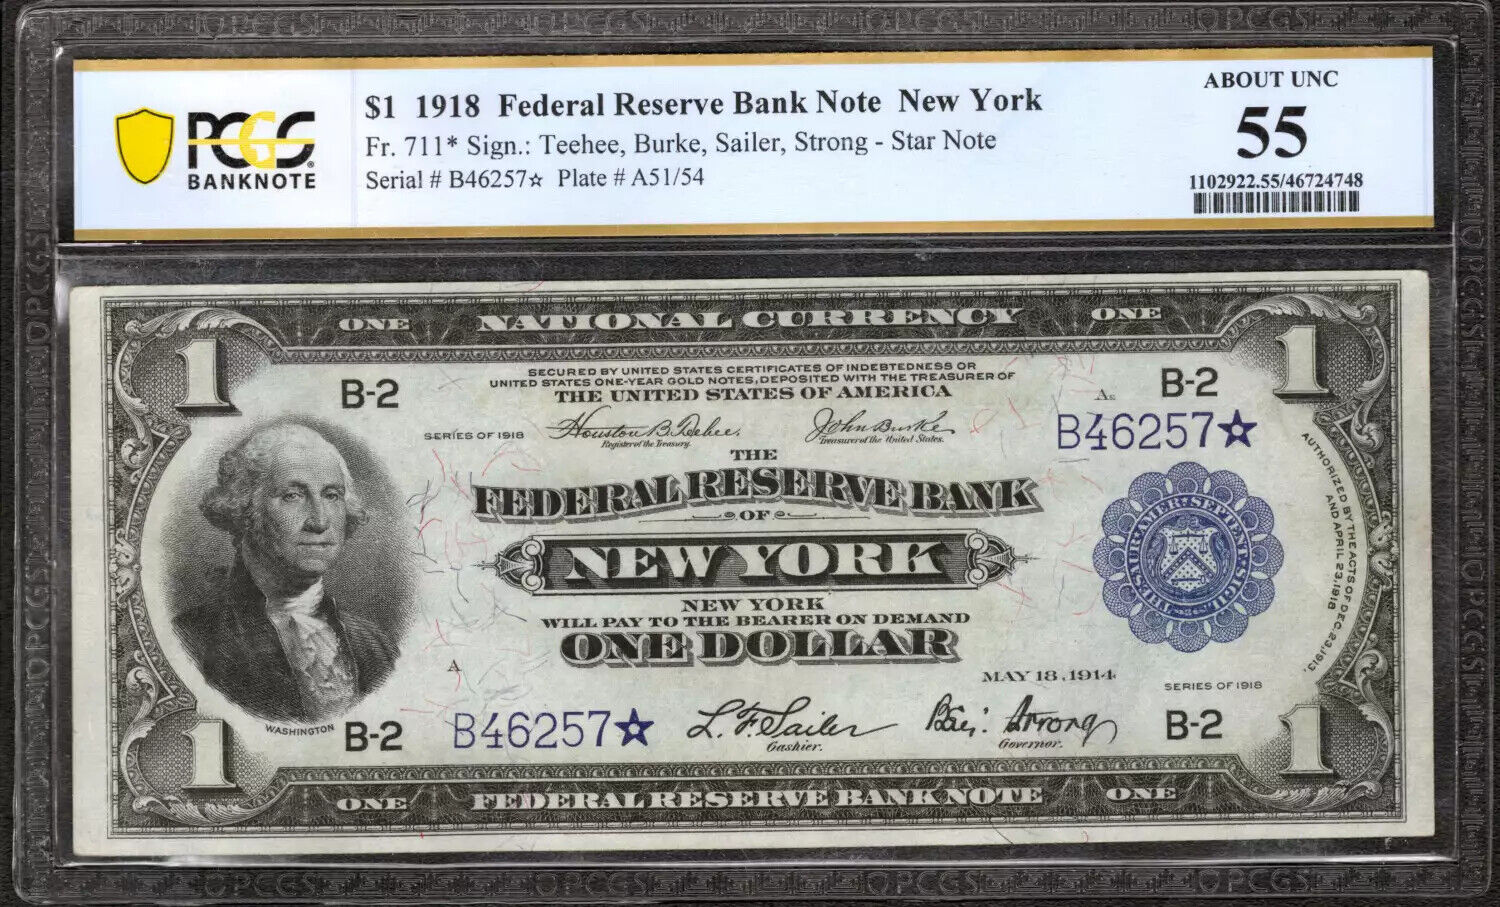 PCGS
BANKNOTE
$1 1918 Federal Reserve Bank Note New York
Fr. 711* Sign.: Teehee, Burke, Sailer, Strong - Star Note
Serial # B46257☆ Plate # A51/54
ABOUT UNC
55
1102922.55/46724748
ONE NATIONAL CURRENCY ONE
1 1
SECURED BY UNITED STATES CERTIFICATES OF INDEBTEDNESS OR
UNITED STATES ONE-YEAR GOLD NOTES, DEPOSITED WITH THE TREASURER OF
THE UNITED STATES OF AMERICA
B-2 B-2
SERIES OF 1918
Houston B. Teehee.
Register of the Treasury.
John Burke
Treasurer of the United States.
B46257☆
THE
FEDERAL RESERVE BANK
OF
NEW YORK
NEW YORK
WILL PAY TO THE BEARER ON DEMAND
ONE DOLLAR
THESAUR. AMER. SEPTENT. SIGIL.
AUTHORIZED BY THE ACTS OF DEC. 23, 1913,
AND APRIL 23, 1918
A
MAY 18, 1914
SERIES OF 1918
WASHINGTON
B-2 B46257☆
L. F. Sailer
Cashier.
Benj. Strong
Governor.
B-2
1 1
ONE FEDERAL RESERVE BANK NOTE ONE